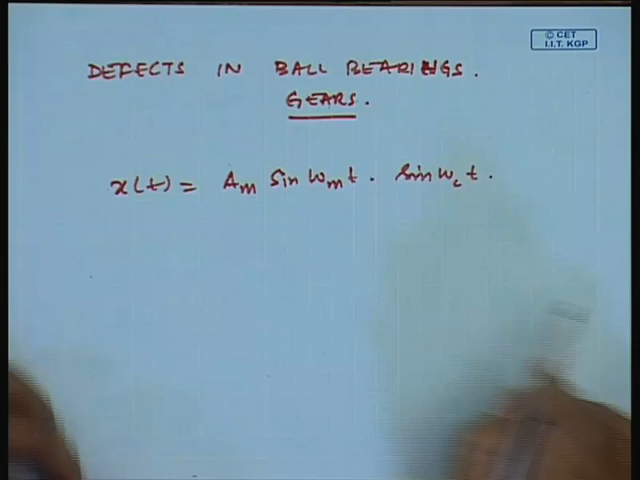 © CET
I.I.T. KGP
DEFECTS IN BALL BEARINGS.
GEARS.
x(t) = Am Sin ωmt . Sin ωct.